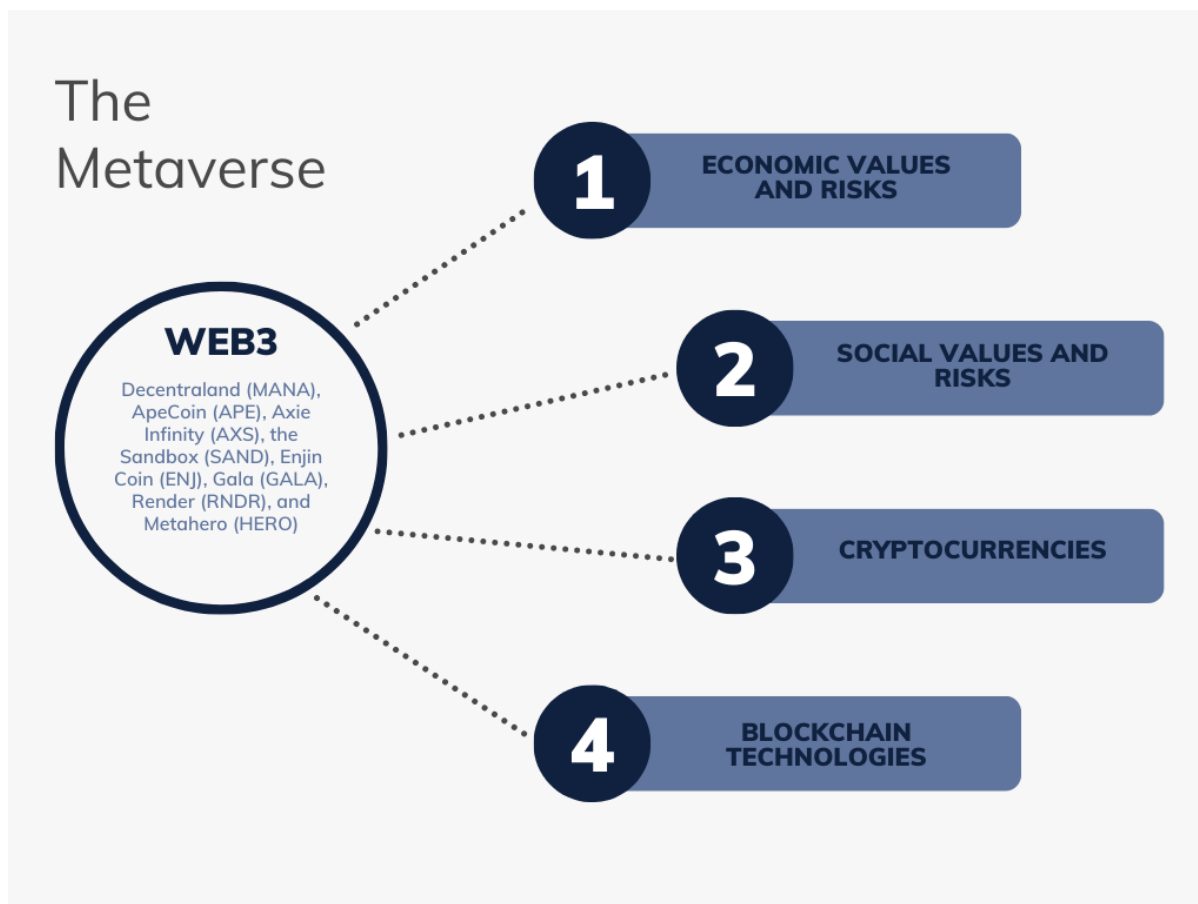 The
Metaverse
WEB3
Decentraland (MANA),
ApeCoin (APE), Axie
Infinity (AXS), the
Sandbox (SAND), Enjin
Coin (ENJ), Gala (GALA),
Render (RNDR), and
Metahero (HERO)
1
ECONOMIC VALUES
AND RISKS
2
SOCIAL VALUES AND
RISKS
3
CRYPTOCURRENCIES
4
BLOCKCHAIN
TECHNOLOGIES